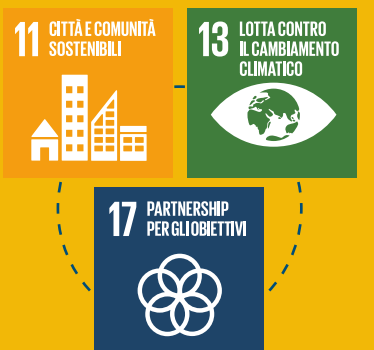 11 CITTÀ E COMUNITÀ
SOSTENIBILI
13 LOTTA CONTRO
IL CAMBIAMENTO
CLIMATICO
17 PARTNERSHIP
PER GLI OBIETTIVI